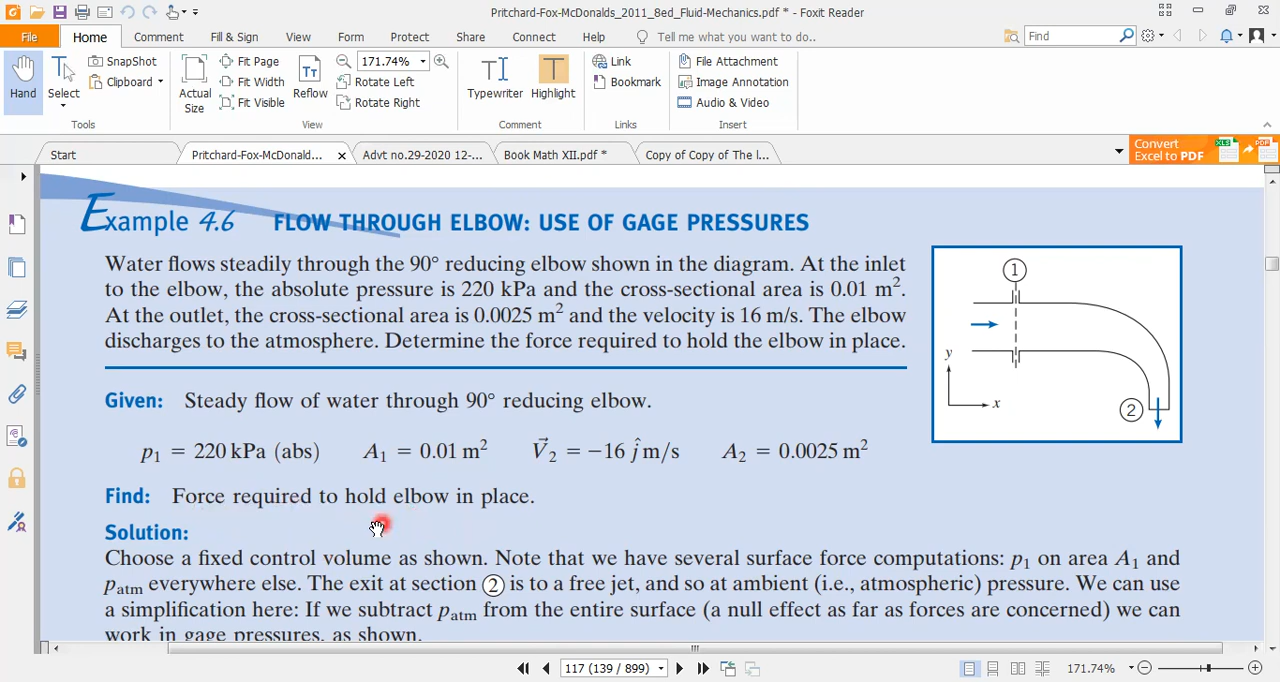 Pritchard-Fox-McDonalds_2011_8ed_Fluid-Mechanics.pdf * - Foxit Reader
File Home Comment Fill & Sign View Form Protect Share Connect Help Tell me what you want to do.. Find
Hand
Select
SnapShot
Clipboard
Actual Size
Fit Page
Fit Width
Fit Visible
Reflow
171.74%
Rotate Left
Rotate Right
Typewriter
Highlight
Link
Bookmark
File Attachment
Image Annotation
Audio & Video
Tools View Comment Links Insert
Start Pritchard-Fox-McDonald... Advt no.29-2020 12-... Book Math XII.pdf * Copy of Copy of The l...
Convert Excel to PDF
Example 4.6 FLOW THROUGH ELBOW: USE OF GAGE PRESSURES
Water flows steadily through the 90° reducing elbow shown in the diagram. At the inlet
to the elbow, the absolute pressure is 220 kPa and the cross-sectional area is 0.01 m².
At the outlet, the cross-sectional area is 0.0025 m² and the velocity is 16 m/s. The elbow
discharges to the atmosphere. Determine the force required to hold the elbow in place.
1
y
x
2
Given: Steady flow of water through 90° reducing elbow.
p₁ = 220 kPa (abs) A₁ = 0.01 m² V⃗₂ = −16 ĵ m/s A₂ = 0.0025 m²
Find: Force required to hold elbow in place.
Solution:
Choose a fixed control volume as shown. Note that we have several surface force computations: p₁ on area A₁ and
pₐₜₘ everywhere else. The exit at section ② is to a free jet, and so at ambient (i.e., atmospheric) pressure. We can use
a simplification here: If we subtract pₐₜₘ from the entire surface (a null effect as far as forces are concerned) we can
work in gage pressures, as shown.
117 (139 / 899)
171.74%